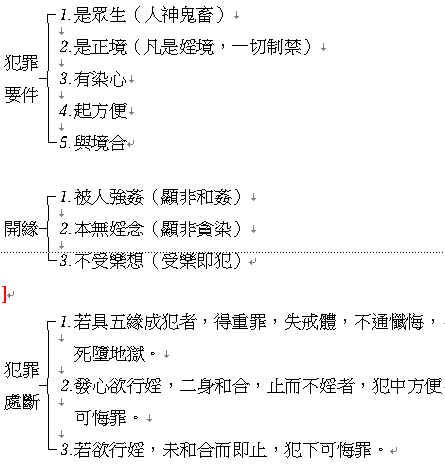 犯罪要件
1.是眾生（人神鬼畜）
2.是正境（凡是婬境，一切制禁）
3.有染心
4.起方便
5.與境合
開緣
1.被人強姦（顯非和姦）
2.本無婬念（顯非貪染）
3.不受樂想（受樂即犯）
]
犯罪處斷
1.若具五緣成犯者，得重罪，失戒體，不通懺悔，
死墮地獄。
2.發心欲行婬，二身和合，止而不婬者，犯中方便
可悔罪。
3.若欲行婬，未和合而即止，犯下可悔罪。